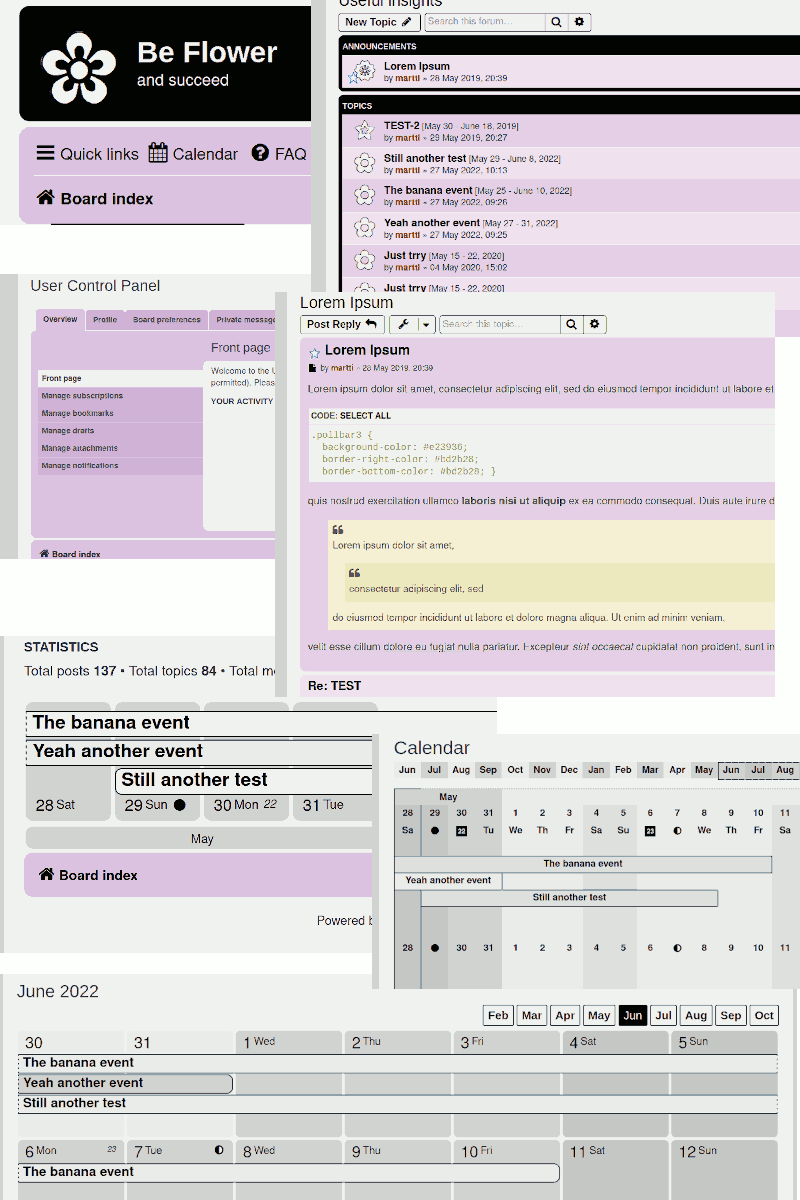 Be Flower
and succeed
Quick links Calendar FAQ
Board index
Useful Insights
New Topic Search this forum…
ANNOUNCEMENTS
Lorem Ipsum
by martti » 28 May 2019, 20:39
TOPICS
TEST-2 [May 30 - June 16, 2019]
by martti » 29 May 2019, 20:27
Still another test [May 29 - June 8, 2022]
by martti » 27 May 2022, 10:13
The banana event [May 25 - June 10, 2022]
by martti » 27 May 2022, 09:26
Yeah another event [May 27 - 31, 2022]
by martti » 27 May 2022, 09:25
Just trry [May 15 - 22, 2020]
by martti » 04 May 2020, 15:02
Just trry [May 15 - 22, 2020]
User Control Panel
Overview Profile Board preferences Private message
Front page
Front page
Manage subscriptions
Manage bookmarks
Manage drafts
Manage attachments
Manage notifications
Welcome to the U
permitted). Pleas
YOUR ACTIVITY
Board index
Lorem Ipsum
Post Reply Search this topic…
Lorem Ipsum
by martti » 28 May 2019, 20:39
Lorem ipsum dolor sit amet, consectetur adipiscing elit, sed do eiusmod tempor incididunt ut labore et
CODE: SELECT ALL
.pollbar3 {
background-color: #e23936;
border-right-color: #bd2b28;
border-bottom-color: #bd2b28; }
quis nostrud exercitation ullamco laboris nisi ut aliquip ex ea commodo consequat. Duis aute irure d
Lorem ipsum dolor sit amet,
consectetur adipiscing elit, sed
do eiusmod tempor incididunt ut labore et dolore magna aliqua. Ut enim ad minim veniam,
velit esse cillum dolore eu fugiat nulla pariatur. Excepteur sint occaecat cupidatat non proident, sunt in
Re: TEST
STATISTICS
Total posts 137 • Total topics 84 • Total m
The banana event
Yeah another event
Still another test
28 Sat 29 Sun 30 Mon 22 31 Tue
May
Board index
Powered b
Calendar
Jun Jul Aug Sep Oct Nov Dec Jan Feb Mar Apr May Jun Jul Aug
May
28 29 30 31 1 2 3 4 5 6 7 8 9 10 11
Sa 22 Tu We Th Fr Sa Su 23 We Th Fr Sa
The banana event
Yeah another event
Still another test
28 30 31 1 2 3 4 5 6 8 9 10 11
June 2022
Feb Mar Apr May Jun Jul Aug Sep Oct
30 31 1 Wed 2 Thu 3 Fri 4 Sat 5 Sun
The banana event
Yeah another event
Still another test
6 Mon 23 7 Tue 8 Wed 9 Thu 10 Fri 11 Sat 12 Sun
The banana event